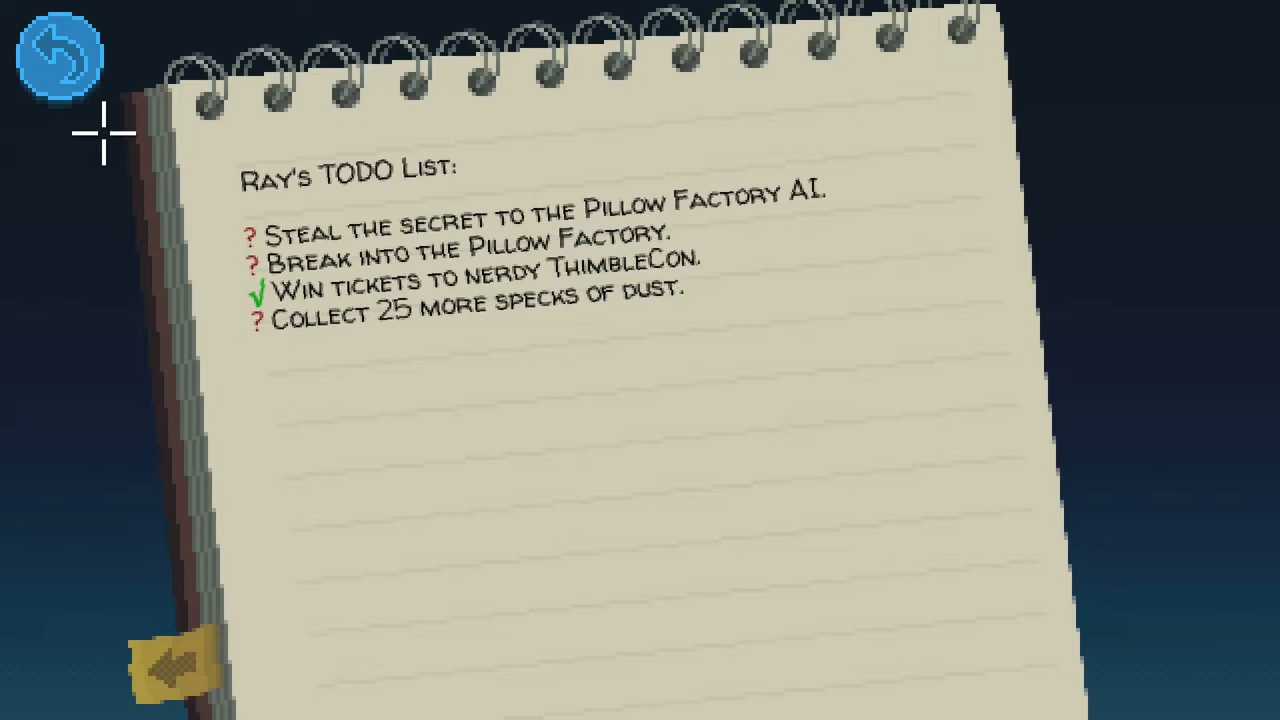 Ray's TODO List:
? Steal the secret to the Pillow Factory AI.
? Break into the Pillow Factory.
√ Win tickets to nerdy ThimbleCon.
? Collect 25 more specks of dust.